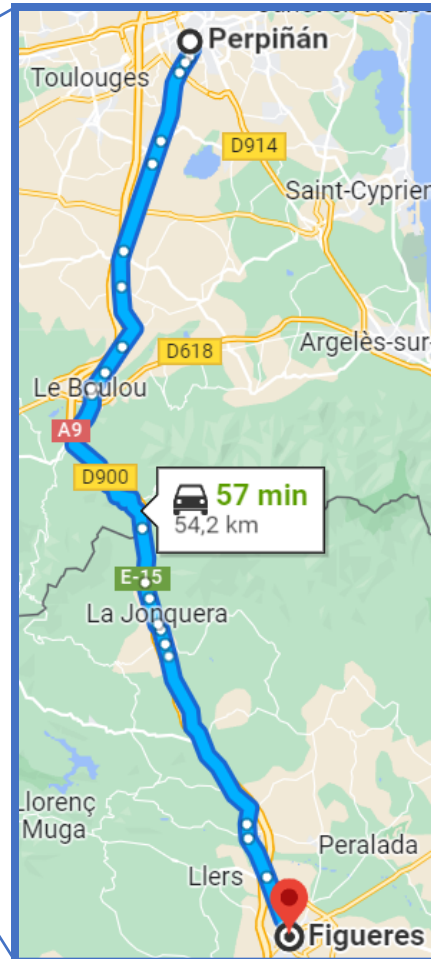 Perpiñán
Toulouges
D914
Saint-Cyprien
D618
Argelès-sur-
Le Boulou
A9
D900
57 min
54,2 km
E-15
La Jonquera
Llorenç
Muga
Peralada
Llers
Figueres